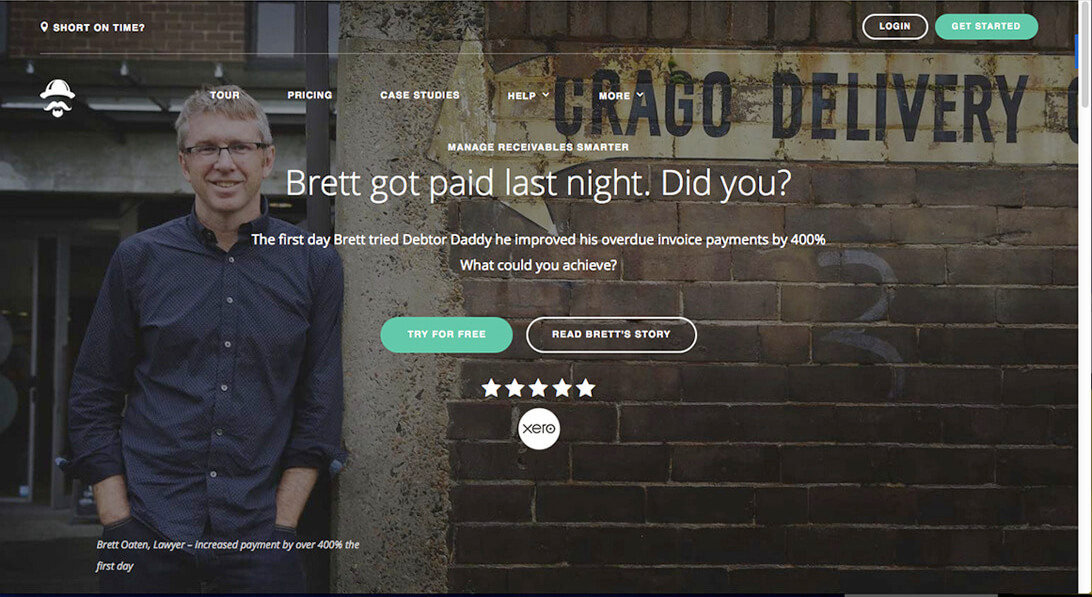 SHORT ON TIME?
LOGIN
GET STARTED
TOUR
PRICING
CASE STUDIES
HELP
MORE
CRAGO DELIVERY
MANAGE RECEIVABLES SMARTER
Brett got paid last night. Did you?
The first day Brett tried Debtor Daddy he improved his overdue invoice payments by 400%
What could you achieve?
TRY FOR FREE
READ BRETT'S STORY
xero
Brett Oaten, Lawyer – Increased payment by over 400% the
first day